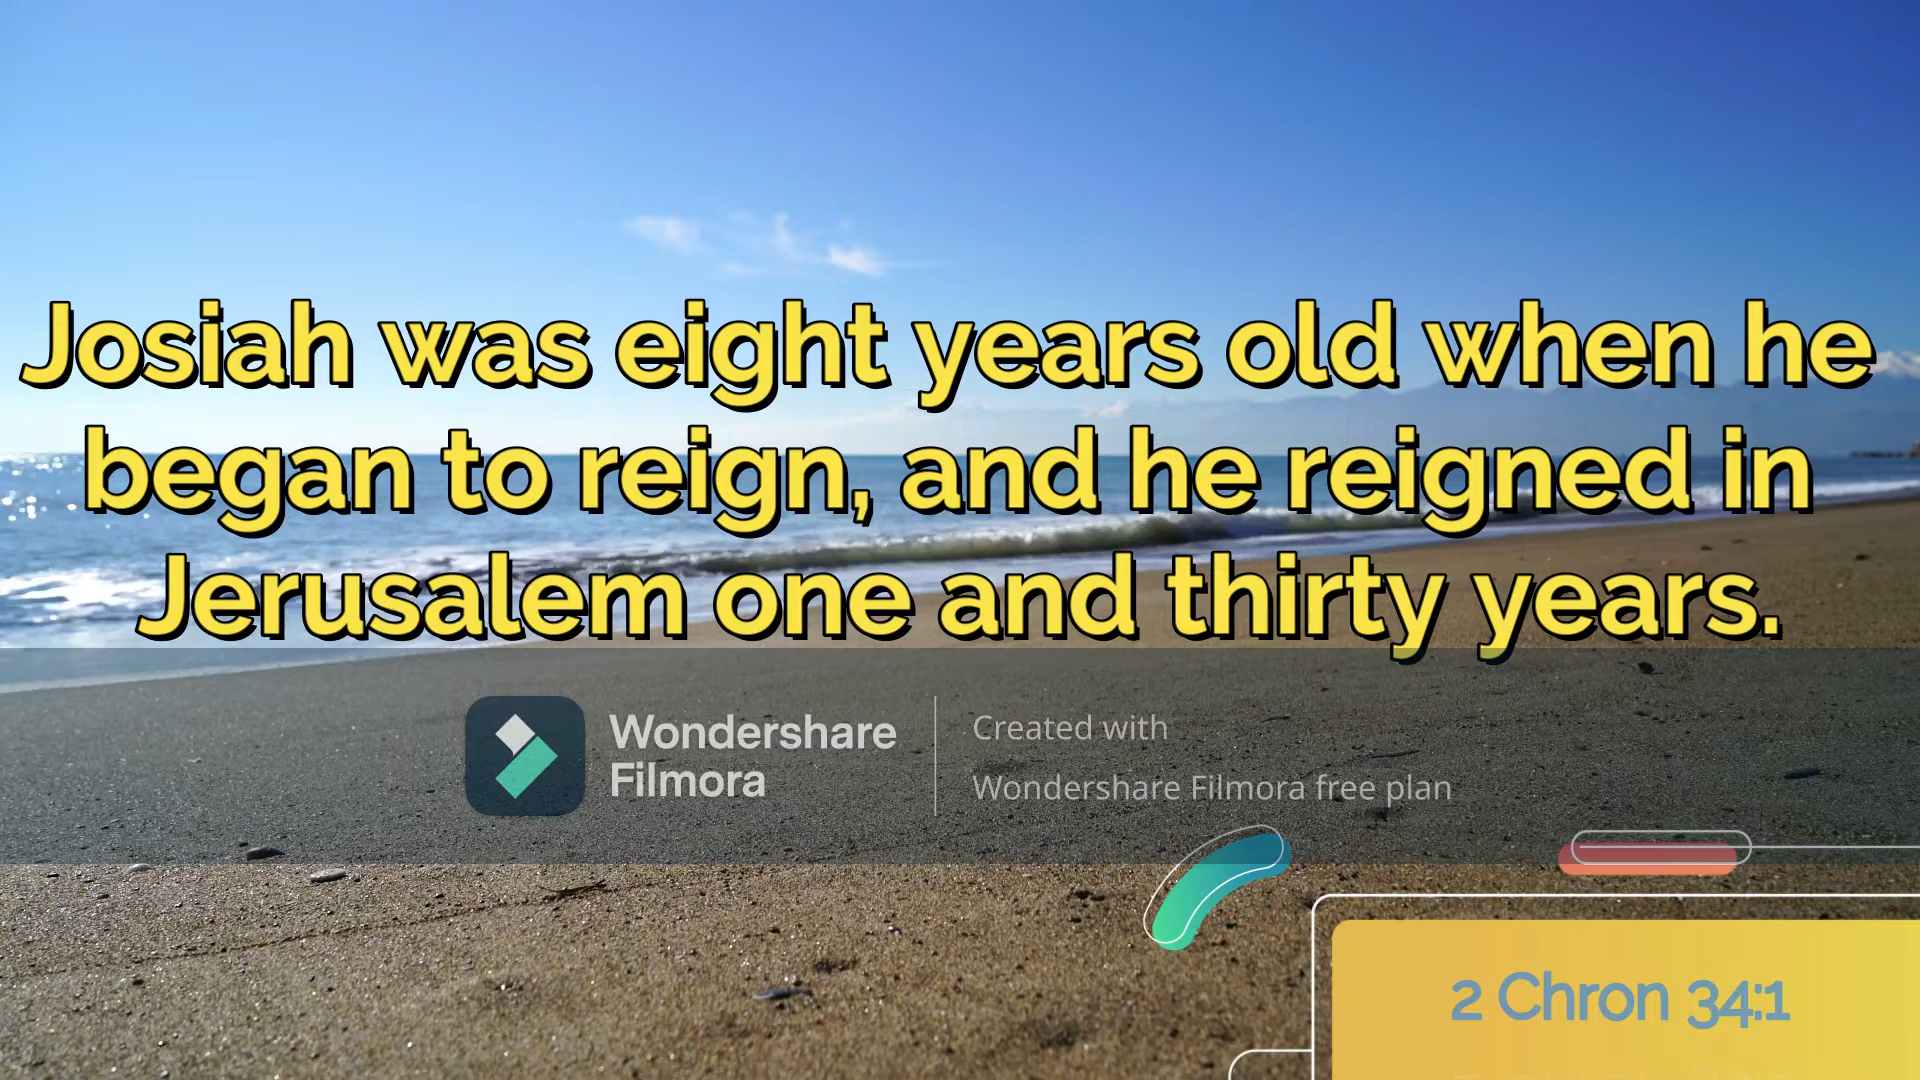 Josiah was eight years old when he
began to reign, and he reigned in
Jerusalem one and thirty years.
Wondershare
Filmora
Created with
Wondershare Filmora free plan
2 Chron 34:1